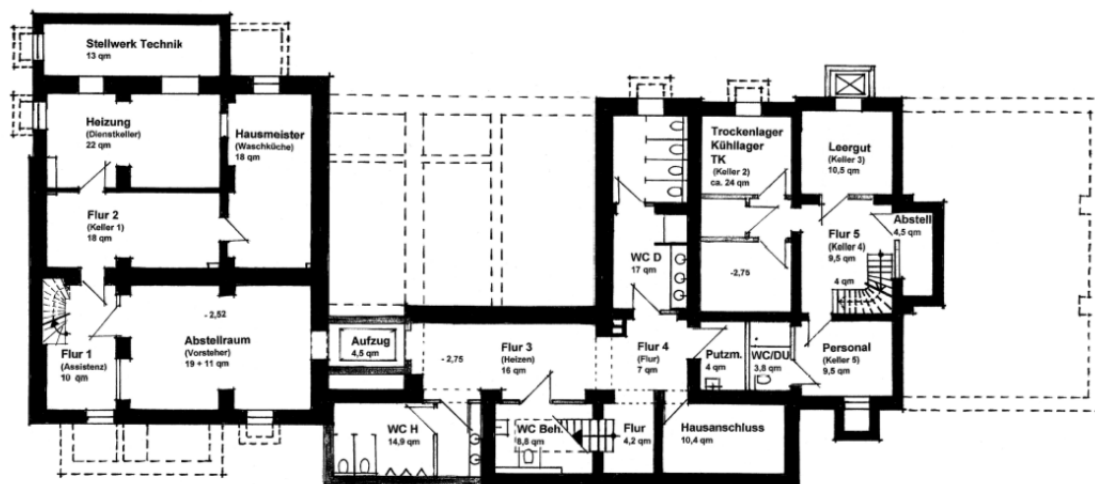 Stellwerk Technik
13 qm
Heizung
(Dienstkeller)
22 qm
Hausmeister
(Waschküche)
18 qm
Flur 2
(Keller 1)
18 qm
- 2,52
Abstellraum
(Vorsteher)
19 + 11 qm
Flur 1
(Assistenz)
10 qm
Aufzug
4,5 qm
- 2,75
Flur 3
(Heizen)
16 qm
Flur 4
(Flur)
7 qm
WC H
14,9 qm
WC Beh.
8,8 qm
Flur
4,2 qm
Hausanschluss
10,4 qm
WC D
17 qm
Trockenlager
Kühllager
TK
(Keller 2)
ca. 24 qm
-2,75
Leergut
(Keller 3)
10,5 qm
Abstell
4,5 qm
Flur 5
(Keller 4)
9,5 qm
4 qm
Putzm.
4 qm
WC/DU
3,8 qm
Personal
(Keller 5)
9,5 qm